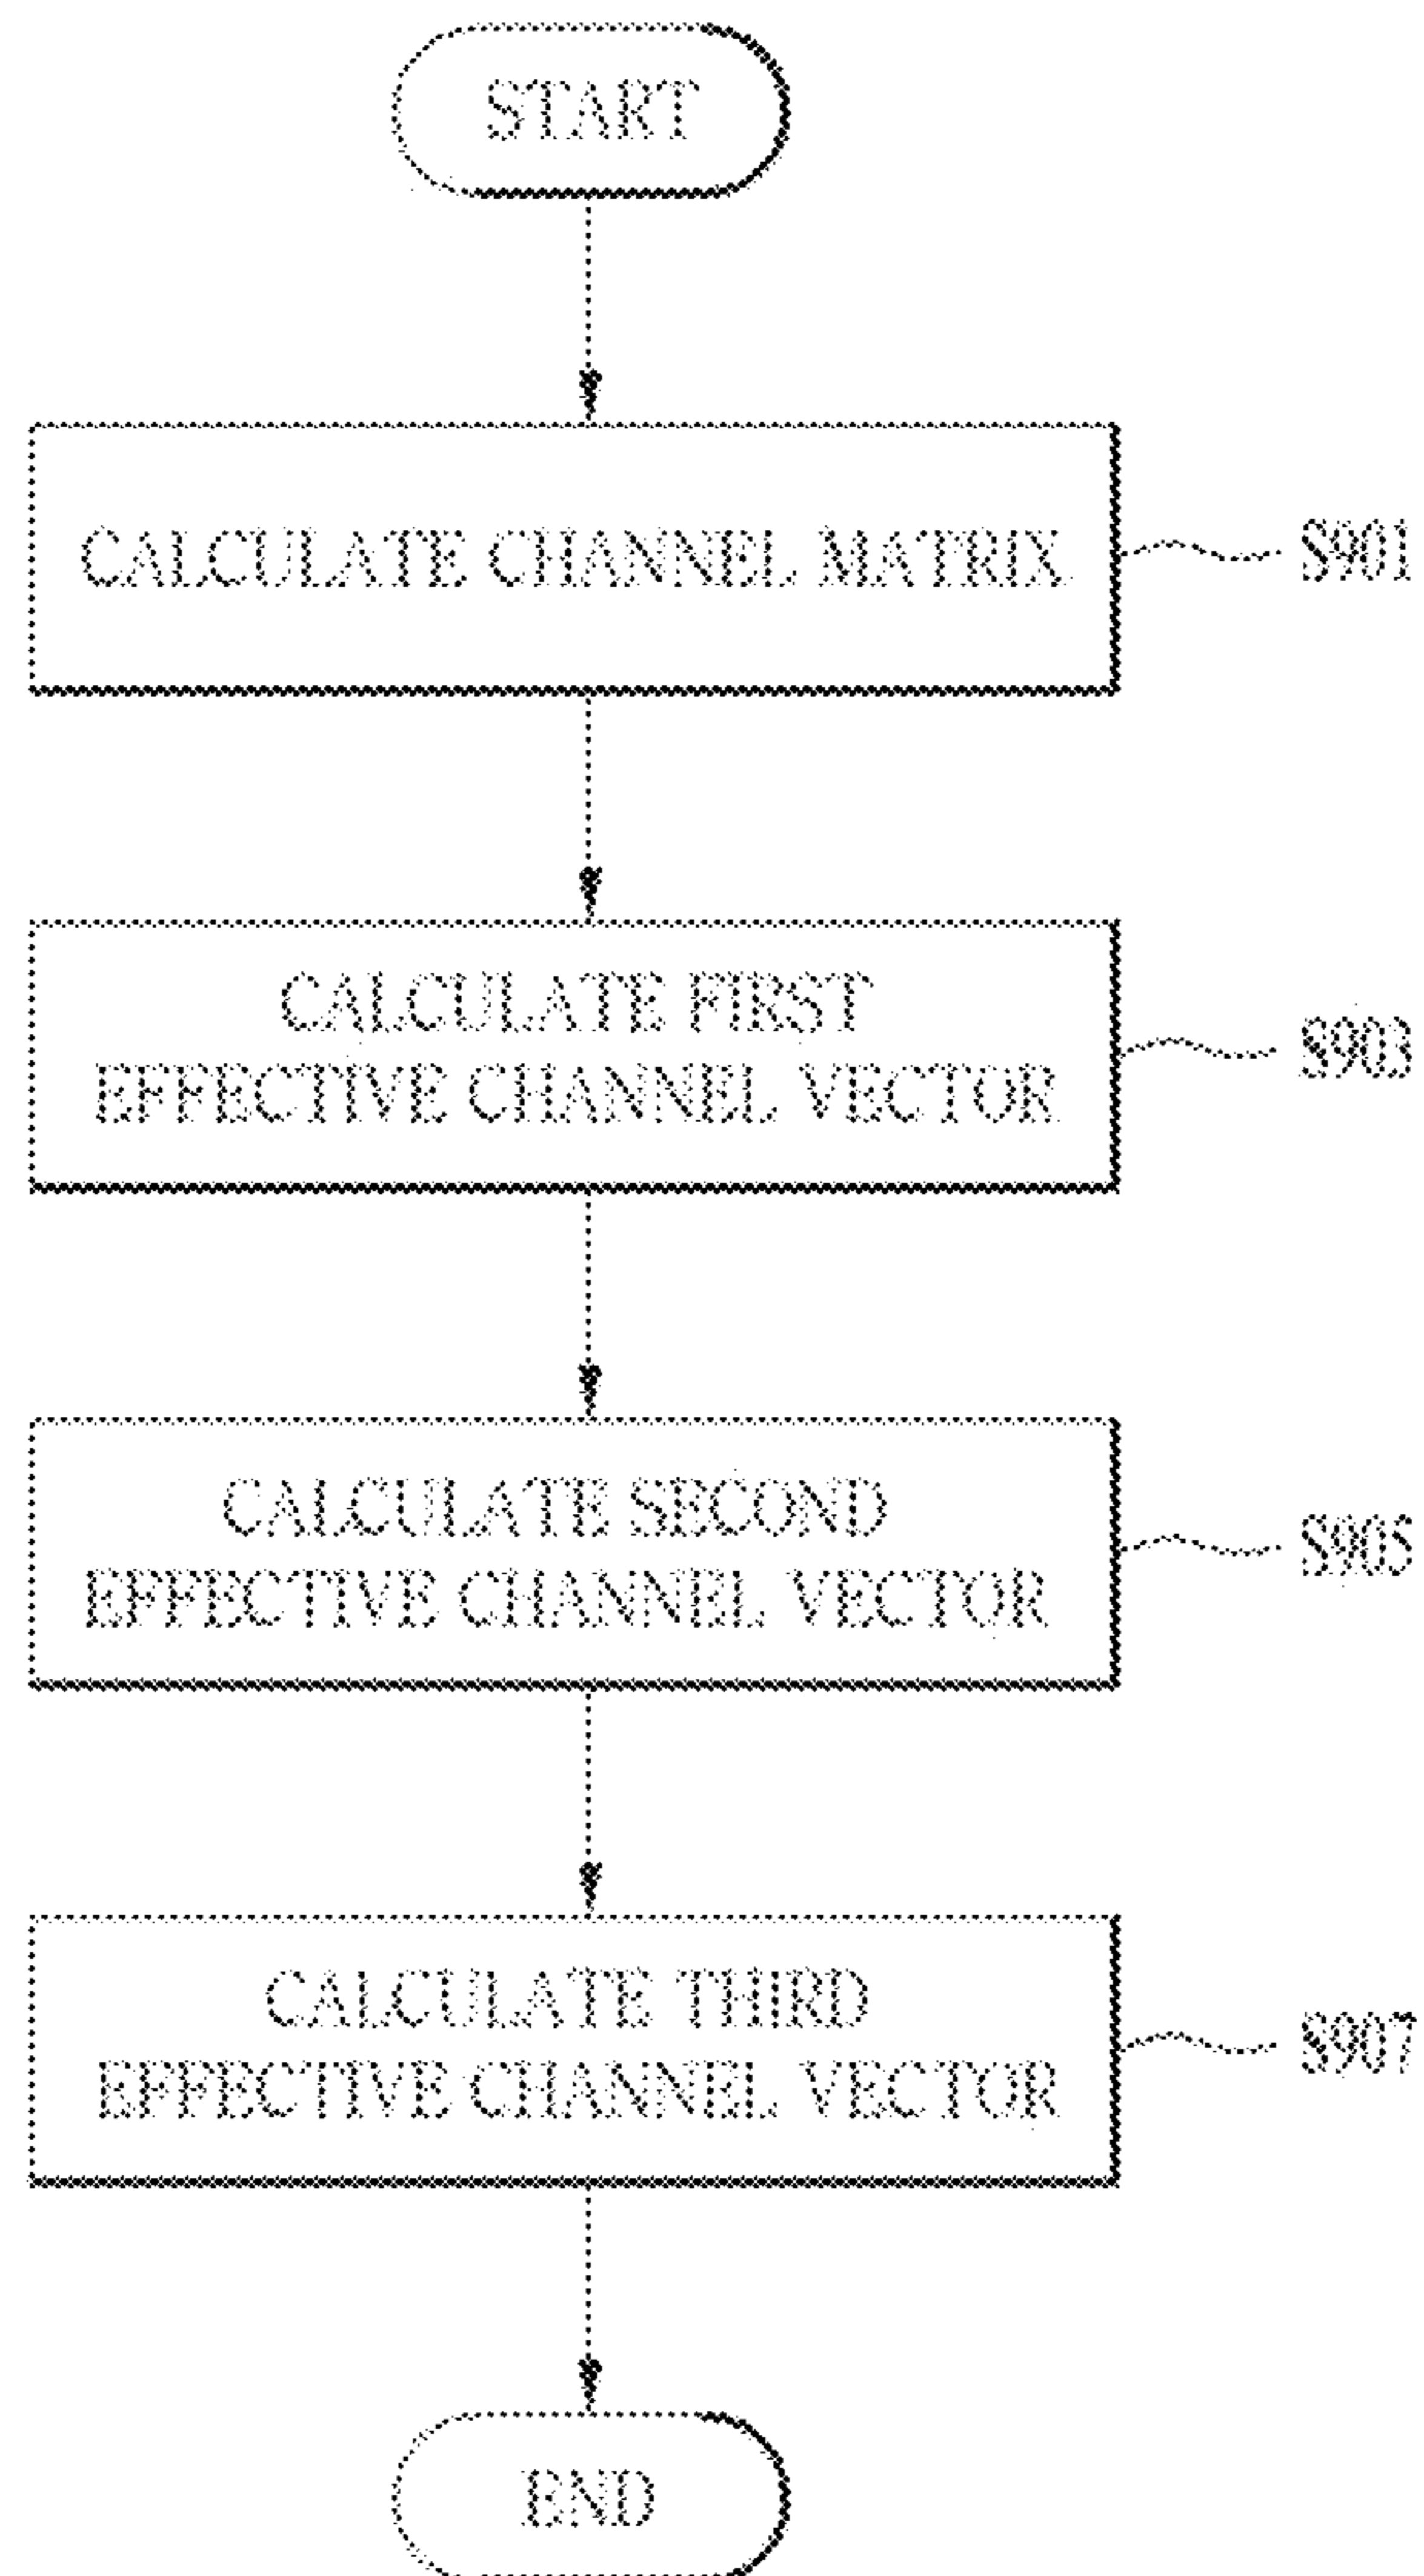 START
CALCULATE CHANNEL MATRIX
S901
CALCULATE FIRST
EFFECTIVE CHANNEL VECTOR
S903
CALCULATE SECOND
EFFECTIVE CHANNEL VECTOR
S905
CALCULATE THIRD
EFFECTIVE CHANNEL VECTOR
S907
END